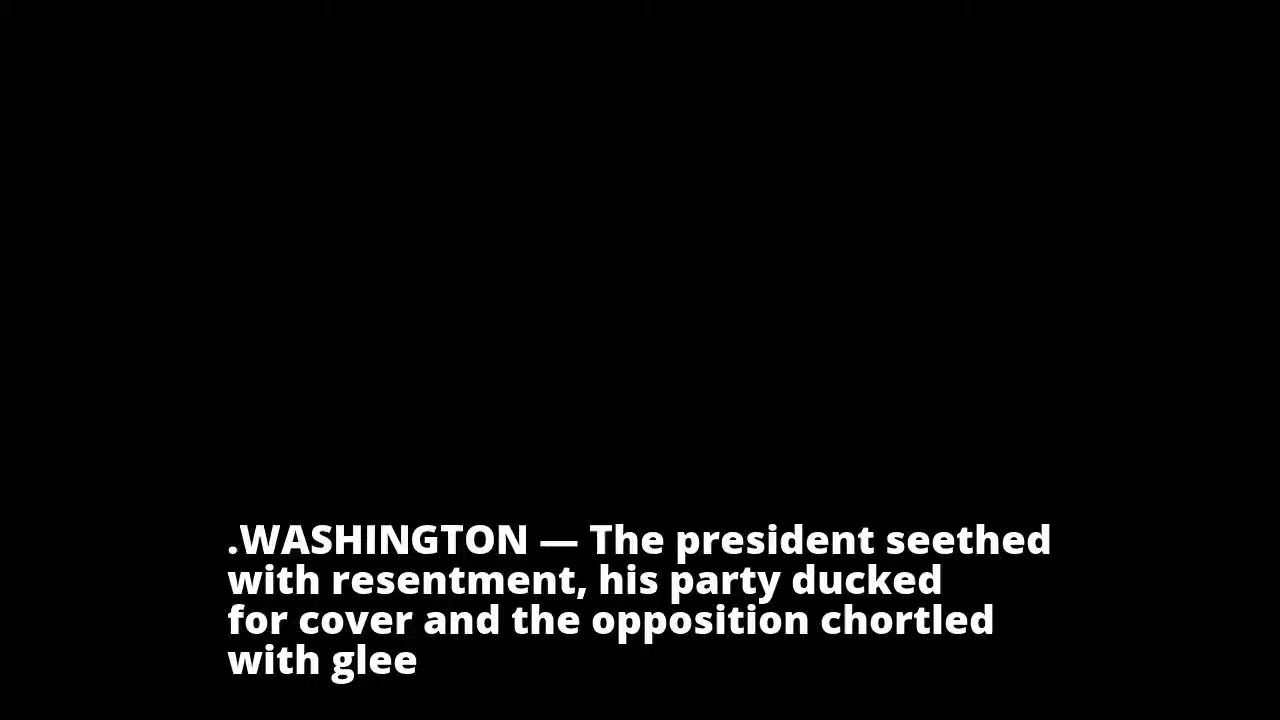 .WASHINGTON — The president seethed
with resentment, his party ducked
for cover and the opposition chortled
with glee